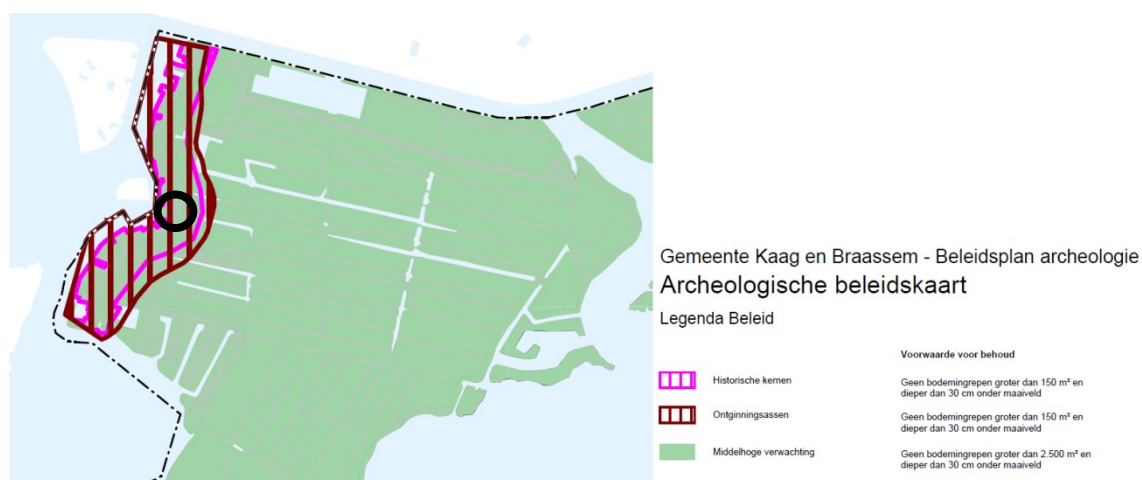 Gemeente Kaag en Braassem - Beleidsplan archeologie
Archeologische beleidskaart
Legenda Beleid
Voorwaarde voor behoud
Historische kernen
Geen bodemingrepen groter dan 150 m² en
dieper dan 30 cm onder maaiveld
Ontginningsassen
Geen bodemingrepen groter dan 150 m² en
dieper dan 30 cm onder maaiveld
Middelhoge verwachting
Geen bodemingrepen groter dan 2.500 m² en
dieper dan 30 cm onder maaiveld